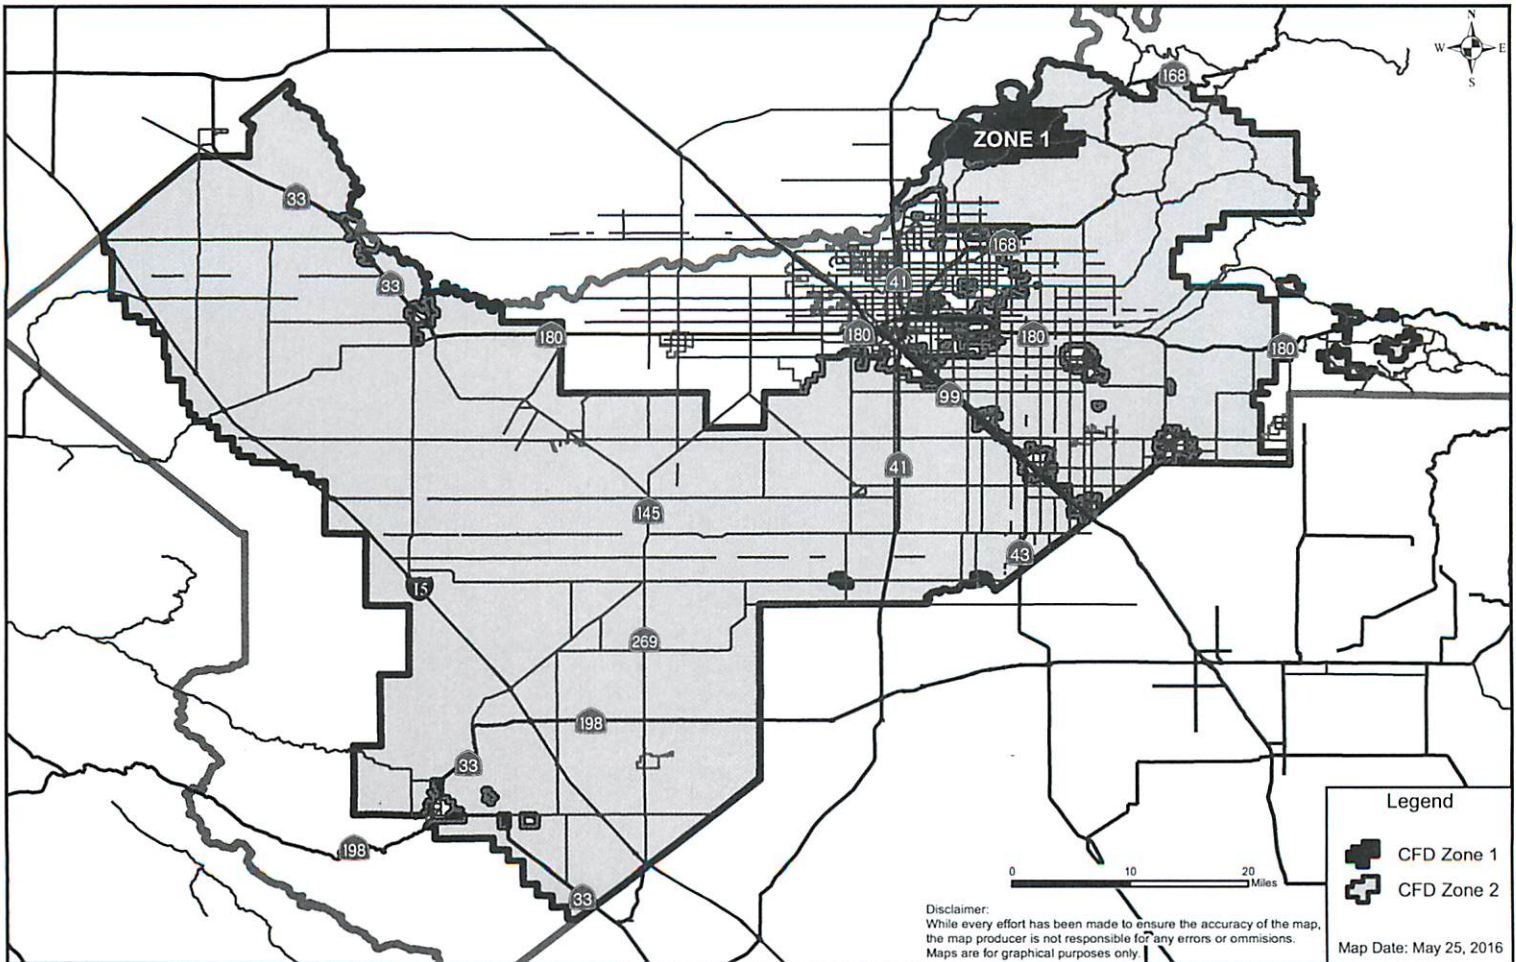 N
W E
S
168
ZONE 1
33
168
33
41
180
180
180
180
99
41
145
43
15
269
198
33
198
33
0 10 20
Miles
Disclaimer:
While every effort has been made to ensure the accuracy of the map,
the map producer is not responsible for any errors or ommisions.
Maps are for graphical purposes only.
Legend
CFD Zone 1
CFD Zone 2
Map Date: May 25, 2016